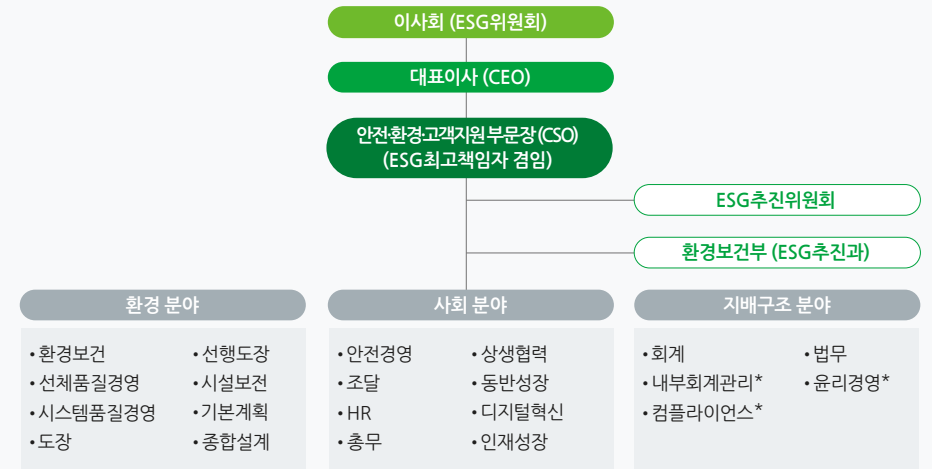 이사회 (ESG위원회)
대표이사 (CEO)
안전·환경·고객지원 부문장 (CSO)
(ESG최고책임자 겸임)
ESG추진위원회
환경보건부 (ESG추진과)
환경 분야
•환경보건
•선체품질경영
•시스템품질경영
•도장
•선행도장
•시설보전
•기본계획
•종합설계
사회 분야
•안전경영
•조달
•HR
•총무
•상생협력
•동반성장
•디지털혁신
•인재성장
지배구조 분야
•회계
•내부회계관리*
•컴플라이언스*
•법무
•윤리경영*